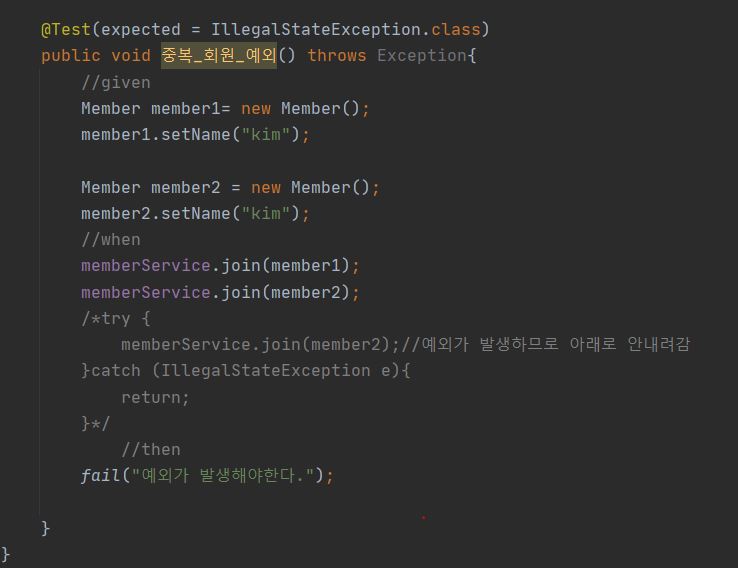 @Test(expected = IllegalStateException.class)
public void 중복_회원_예외() throws Exception{
//given
Member member1= new Member();
member1.setName("kim");
Member member2 = new Member();
member2.setName("kim");
//when
memberService.join(member1);
memberService.join(member2);
/*try {
memberService.join(member2);//예외가 발생하므로 아래로 안내려감
}catch (IllegalStateException e){
return;
}*/
//then
fail("예외가 발생해야한다.");
}
}